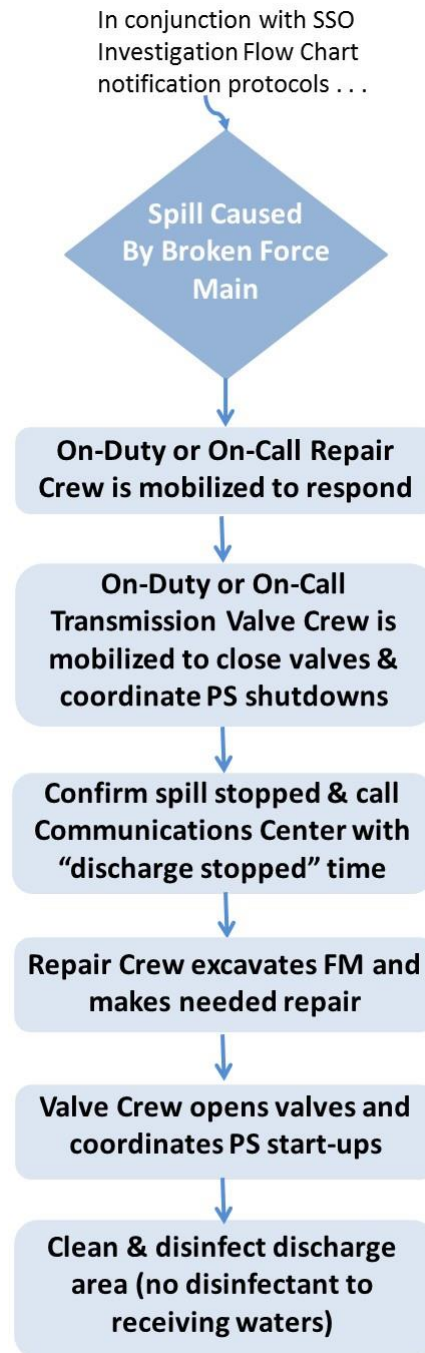 In conjunction with SSO
Investigation Flow Chart
notification protocols . . .
Spill Caused
By Broken Force
Main
On-Duty or On-Call Repair
Crew is mobilized to respond
On-Duty or On-Call
Transmission Valve Crew is
mobilized to close valves &
coordinate PS shutdowns
Confirm spill stopped & call
Communications Center with
“discharge stopped” time
Repair Crew excavates FM and
makes needed repair
Valve Crew opens valves and
coordinates PS start-ups
Clean & disinfect discharge
area (no disinfectant to
receiving waters)